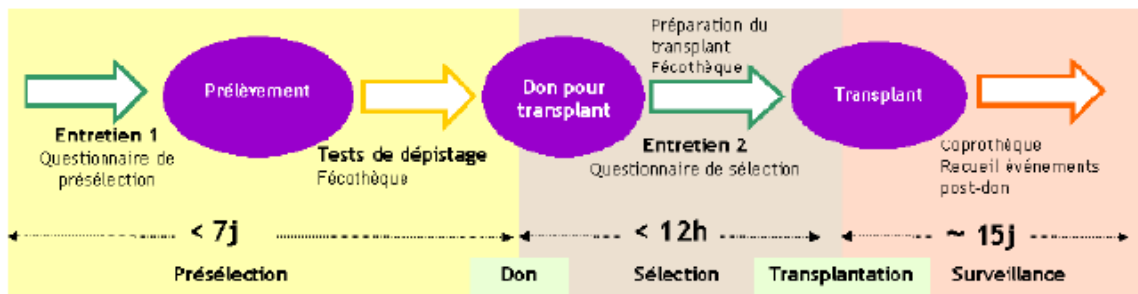 Prélèvement
Entretien 1
Questionnaire de
présélection
Tests de dépistage
Fécothèque
Don pour
transplant
Préparation du
transplant
Fécothèque
Entretien 2
Questionnaire de sélection
Transplant
Coprothèque
Recueil événements
post-don
< 7j
< 12h
~ 15j
Présélection
Don
Sélection
Transplantation
Surveillance